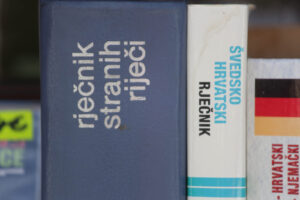 rječnik
stranih
riječi
ŠVEDSKO
HRVATSKI
RJEČNIK
- HRVATSKI
- NJEMAČKI